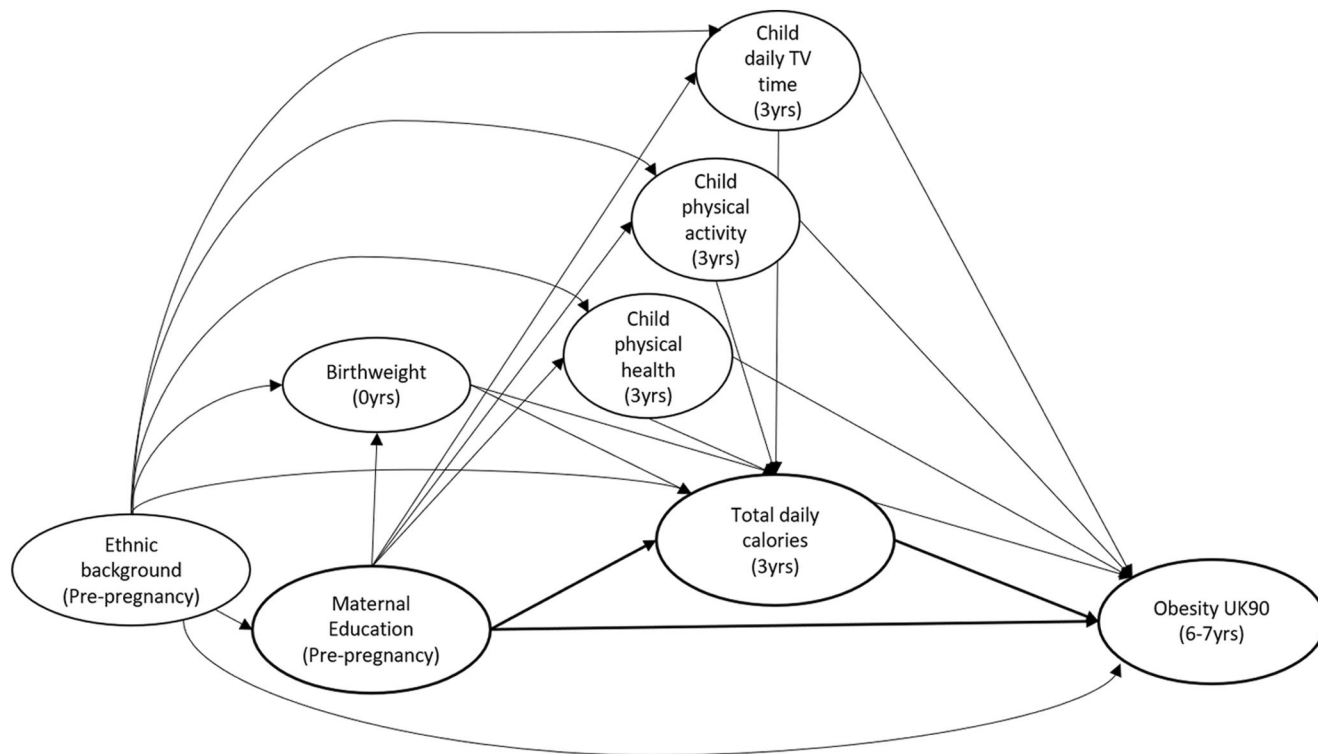 Child
daily TV
time
(3yrs)
Child
physical
activity
(3yrs)
Child
physical
health
(3yrs)
Birthweight
(0yrs)
Total daily
calories
(3yrs)
Ethnic
background
(Pre-pregnancy)
Maternal
Education
(Pre-pregnancy)
Obesity UK90
(6-7yrs)